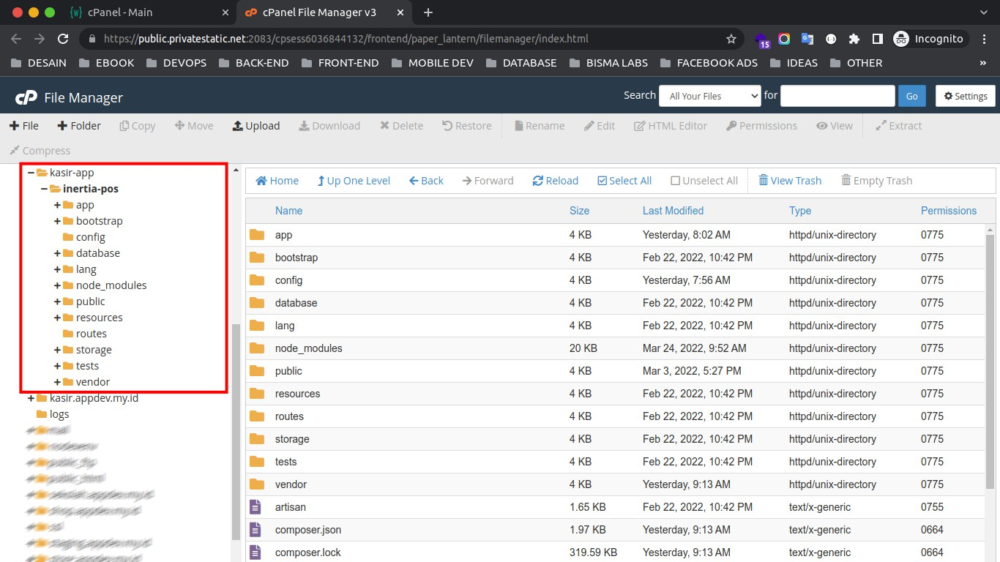 cPanel - Main
cPanel File Manager v3
https://public.privatestatic.net:2083/cpsess6036844132/frontend/paper_lantern/filemanager/index.html
15
Incognito
DESAIN EBOOK DEVOPS BACK-END FRONT-END MOBILE DEV DATABASE BISMA LABS FACEBOOK ADS IDEAS OTHER »
cP File Manager Search All Your Files for Go Settings
File Folder Copy Move Upload Download Delete Restore Rename Edit HTML Editor Permissions View Extract
Compress
kasir-app
inertia-pos
app
bootstrap
config
database
lang
node_modules
public
resources
routes
storage
tests
vendor
kasir.appdev.my.id
logs
Home Up One Level Back Forward Reload Select All Unselect All View Trash Empty Trash
Name Size Last Modified Type Permissions
app 4 KB Yesterday, 8:02 AM httpd/unix-directory 0775
bootstrap 4 KB Feb 22, 2022, 10:42 PM httpd/unix-directory 0775
config 4 KB Yesterday, 7:56 AM httpd/unix-directory 0775
database 4 KB Feb 22, 2022, 10:42 PM httpd/unix-directory 0775
lang 4 KB Feb 22, 2022, 10:42 PM httpd/unix-directory 0775
node_modules 20 KB Mar 24, 2022, 9:52 AM httpd/unix-directory 0775
public 4 KB Mar 3, 2022, 5:27 PM httpd/unix-directory 0775
resources 4 KB Feb 22, 2022, 10:42 PM httpd/unix-directory 0775
routes 4 KB Feb 22, 2022, 10:42 PM httpd/unix-directory 0775
storage 4 KB Feb 22, 2022, 10:42 PM httpd/unix-directory 0775
tests 4 KB Feb 22, 2022, 10:42 PM httpd/unix-directory 0775
vendor 4 KB Yesterday, 9:13 AM httpd/unix-directory 0775
artisan 1.65 KB Feb 22, 2022, 10:42 PM text/x-generic 0755
composer.json 1.97 KB Yesterday, 9:13 AM text/x-generic 0664
composer.lock 319.59 KB Yesterday, 9:13 AM text/x-generic 0664